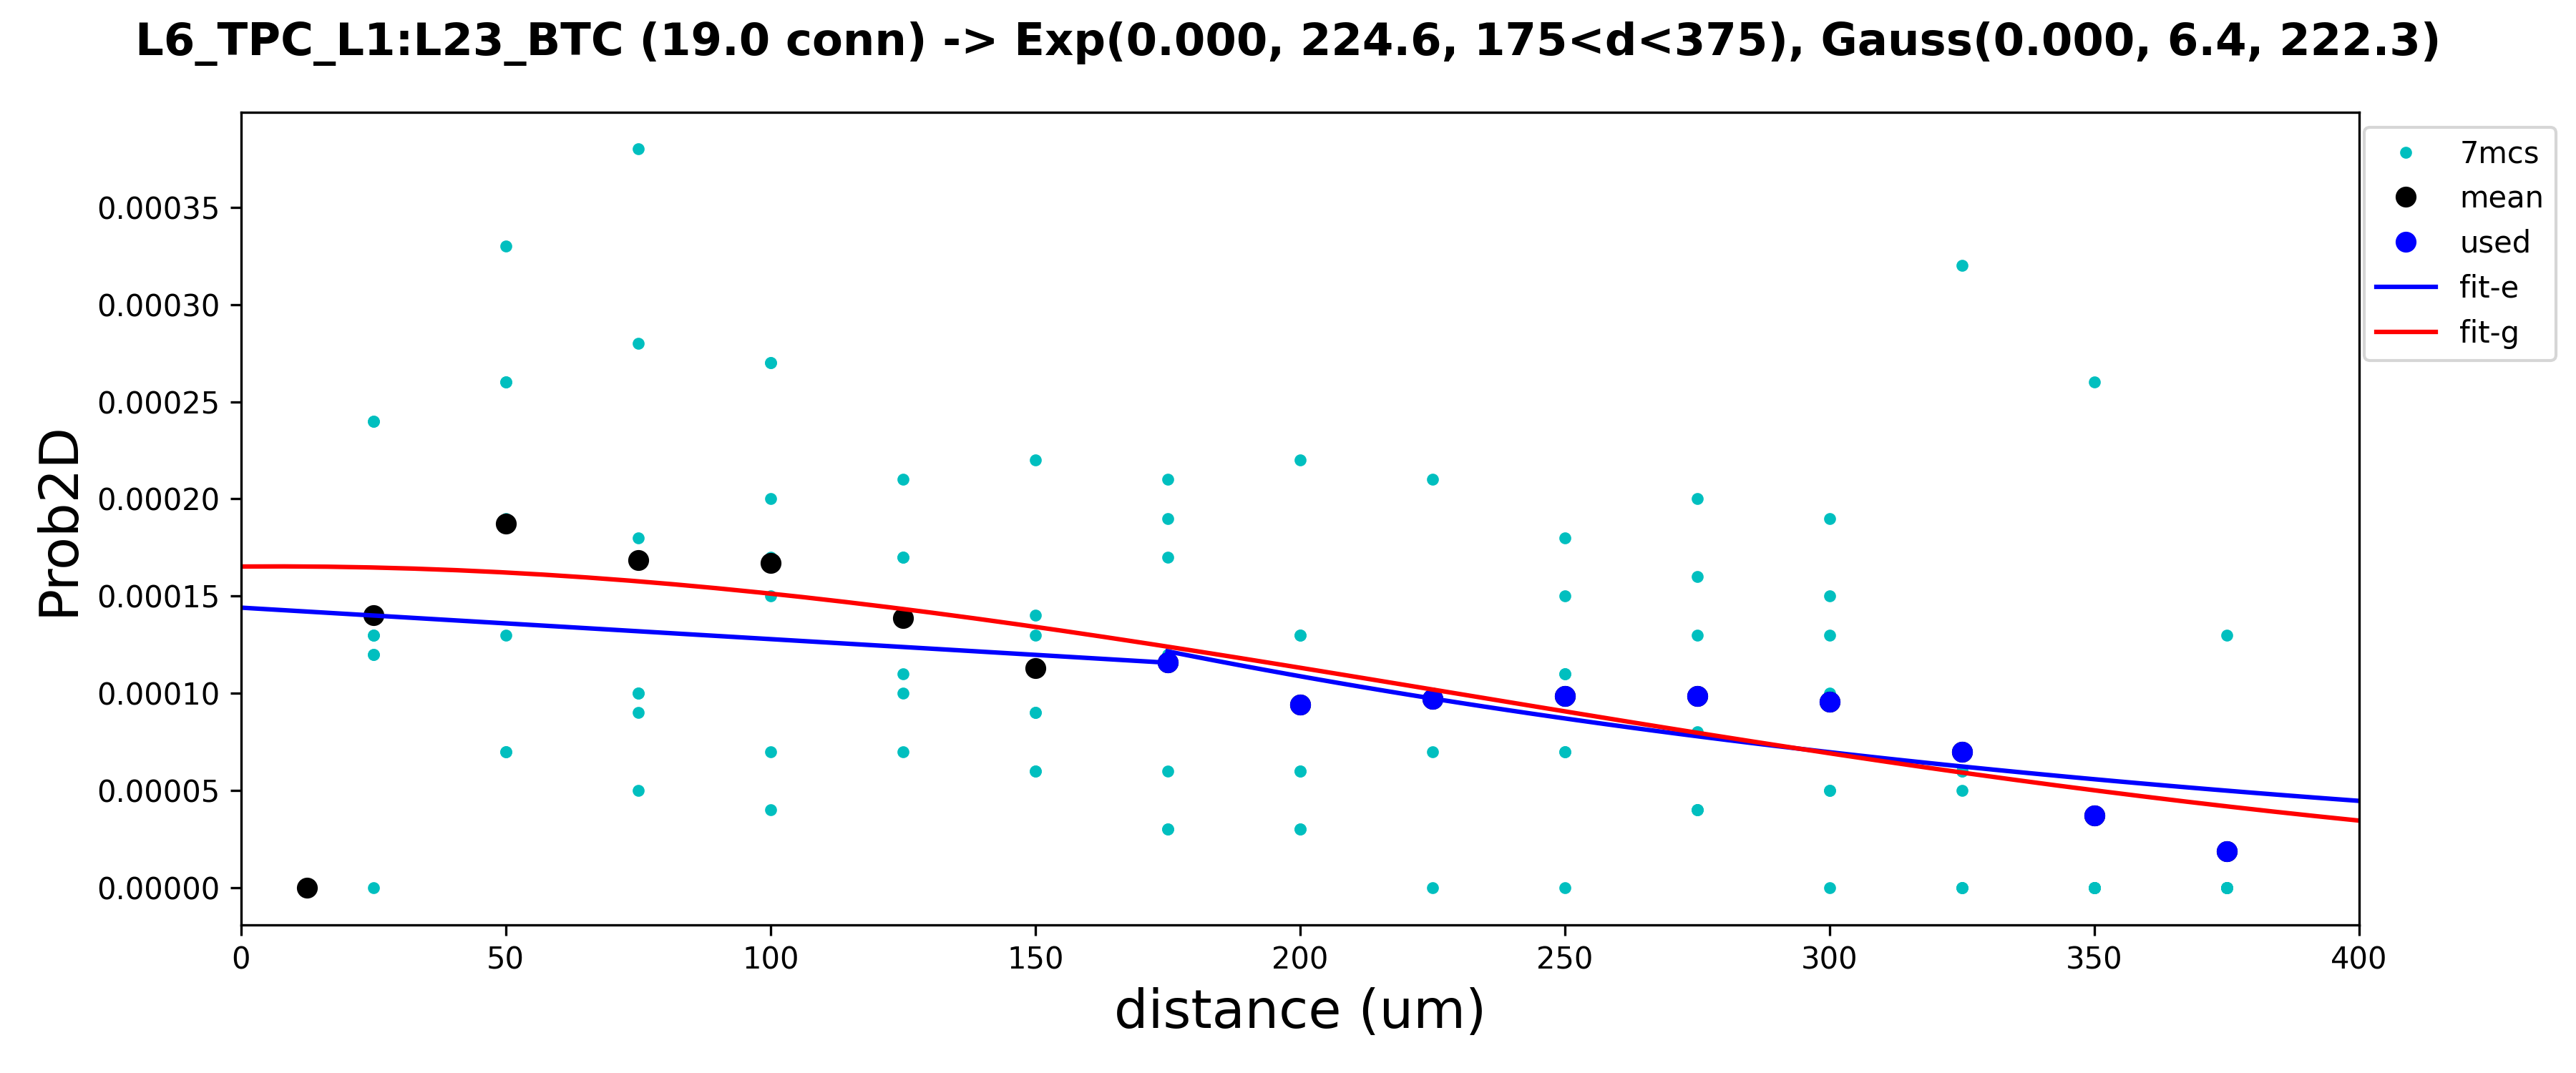 L6_TPC_L1:L23_BTC (19.0 conn) -> Exp(0.000, 224.6, 175<d<375), Gauss(0.000, 6.4, 222.3)
7mcs
mean
used
fit-e
fit-g
Prob2D
0.00035
0.00030
0.00025
0.00020
0.00015
0.00010
0.00005
0.00000
0 50 100 150 200 250 300 350 400
distance (um)